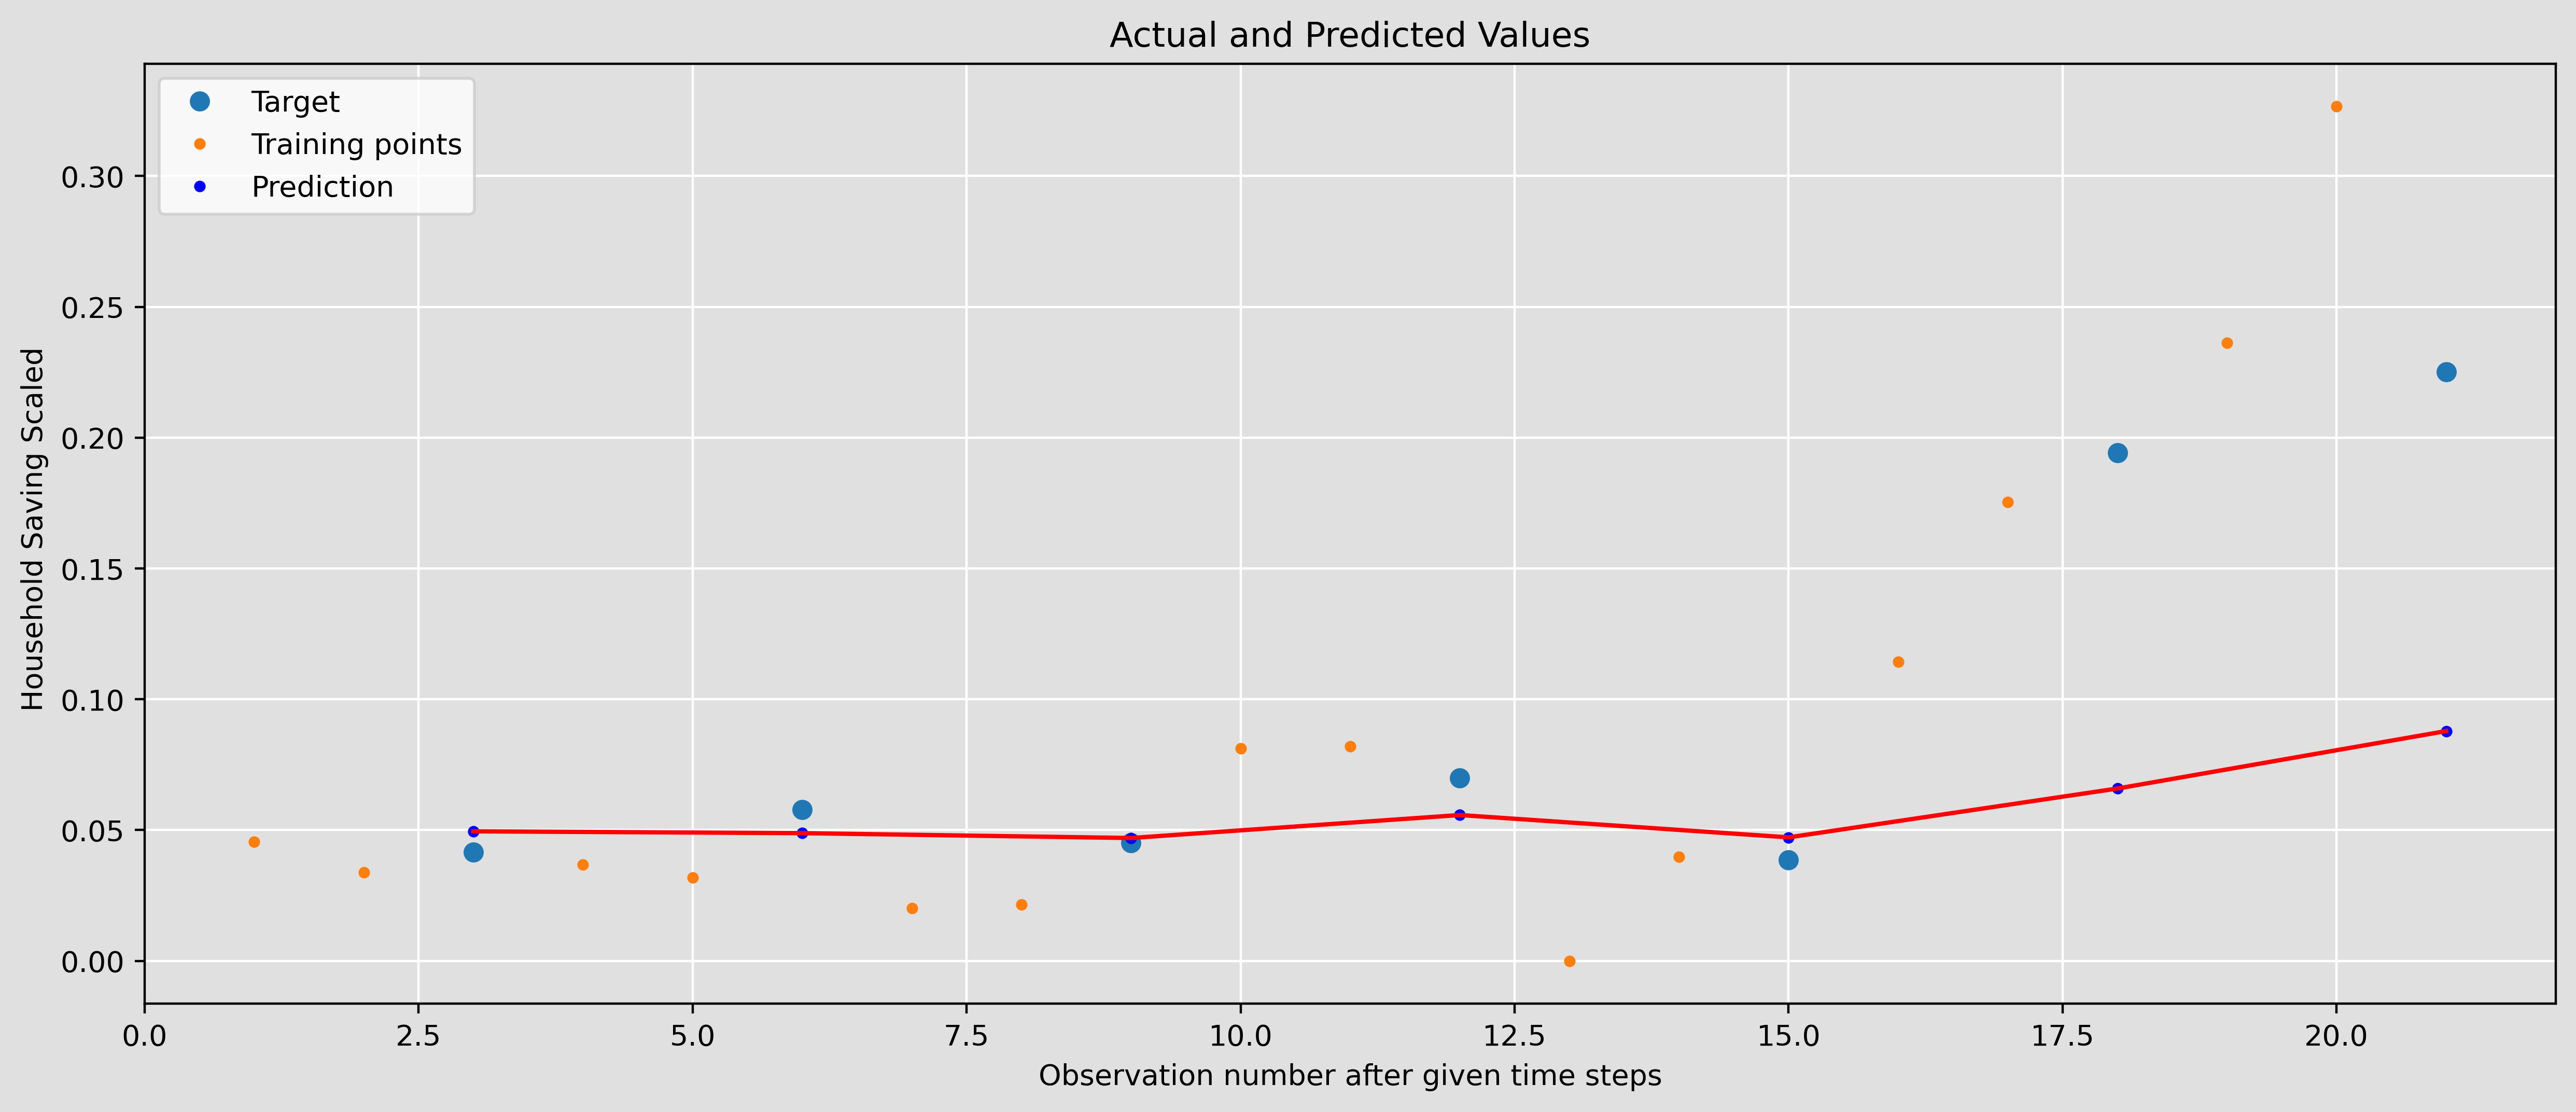 Actual and Predicted Values
Target
Training points
Prediction
Household Saving Scaled
0.30
0.25
0.20
0.15
0.10
0.05
0.00
0.0 2.5 5.0 7.5 10.0 12.5 15.0 17.5 20.0
Observation number after given time steps